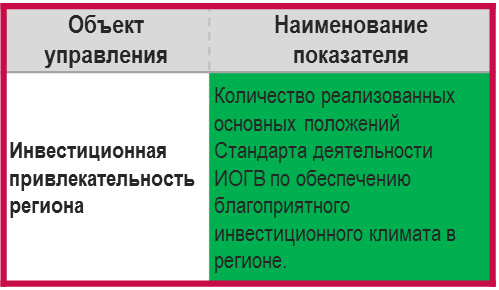 Объект
управления
Наименование
показателя
Инвестиционная
привлекательность
региона
Количество реализованных
основных положений
Стандарта деятельности
ИОГВ по обеспечению
благоприятного
инвестиционного климата в
регионе.